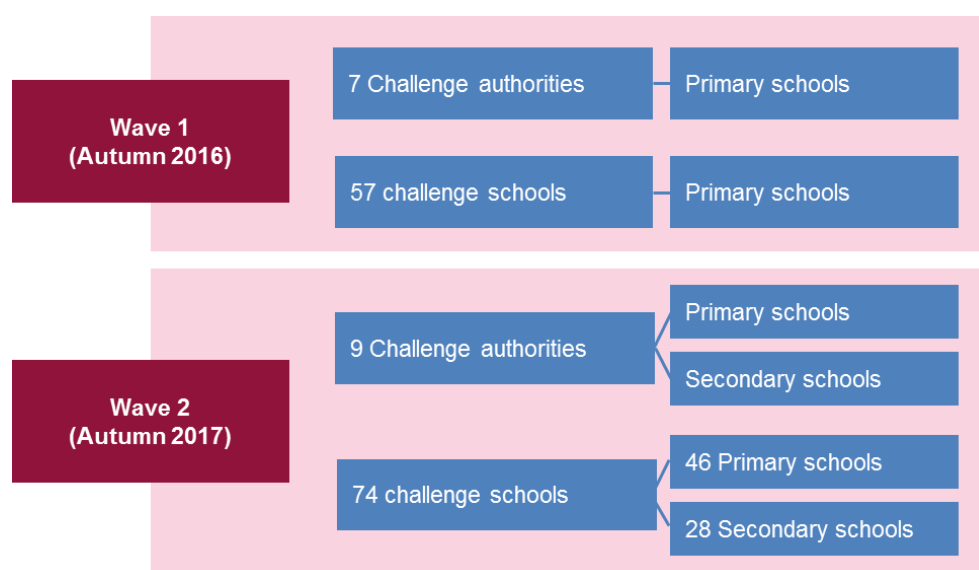 Wave 1
(Autumn 2016)
7 Challenge authorities
Primary schools
57 challenge schools
Primary schools
Wave 2
(Autumn 2017)
9 Challenge authorities
Primary schools
Secondary schools
74 challenge schools
46 Primary schools
28 Secondary schools